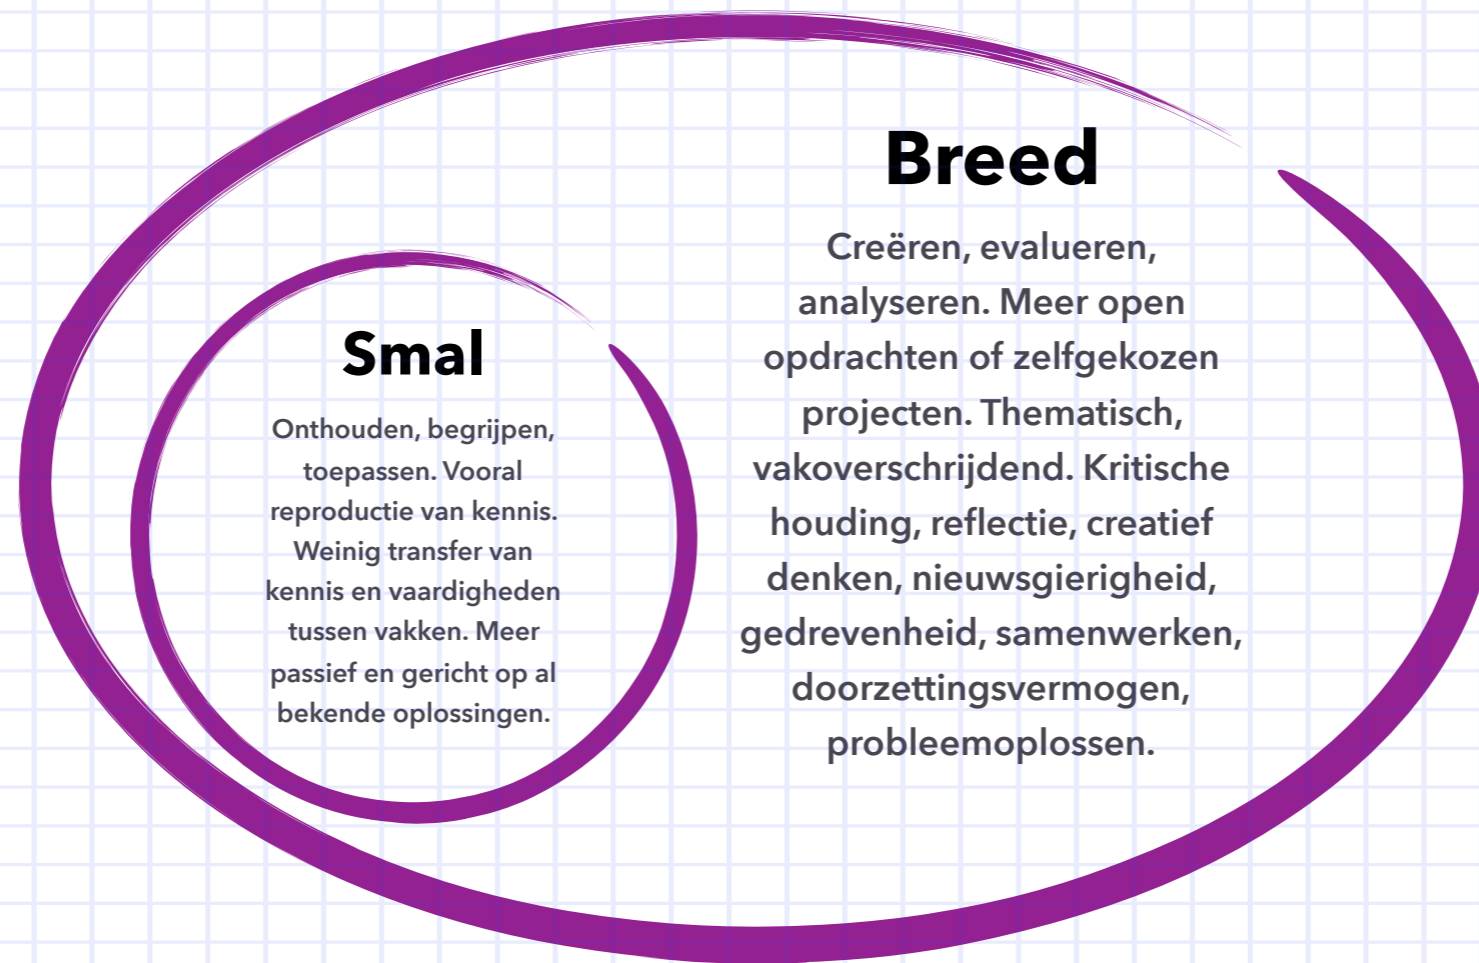 Smal
Onthouden, begrijpen,
toepassen. Vooral
reproductie van kennis.
Weinig transfer van
kennis en vaardigheden
tussen vakken. Meer
passief en gericht op al
bekende oplossingen.
Breed
Creëren, evalueren,
analyseren. Meer open
opdrachten of zelfgekozen
projecten. Thematisch,
vakoverschrijdend. Kritische
houding, reflectie, creatief
denken, nieuwsgierigheid,
gedrevenheid, samenwerken,
doorzettingsvermogen,
probleemoplossen.